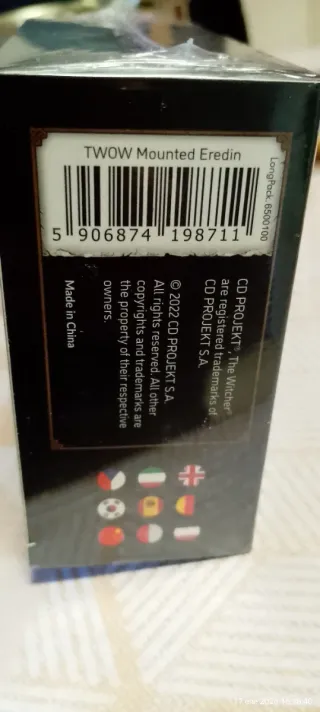 TWOW Mounted Eredin
5 906874 198711
LongPack: 6500106
CD PROJEKT®, The Witcher®
are registered trademarks of
CD PROJEKT S.A.
© 2022 CD PROJEKT S.A.
All rights reserved. All other
copyrights and trademarks are
the property of their respective
owners.
Made in China